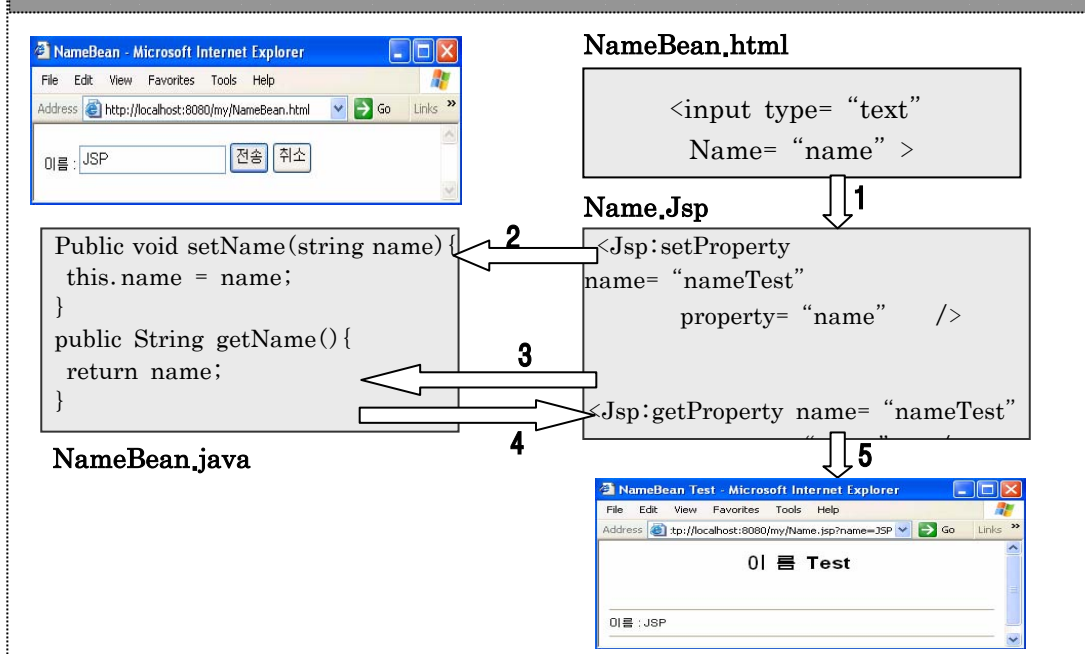 NameBean - Microsoft Internet Explorer
File Edit View Favorites Tools Help
Address http://localhost:8080/my/NameBean.html Go Links »
이름 : JSP 전송 취소
NameBean.html
<input type= “text”
Name= “name” >
1
Name.Jsp
<Jsp:setProperty
name= “nameTest”
property= “name” />
<Jsp:getProperty name= “nameTest”
2
Public void setName(string name){
this.name = name;
}
public String getName(){
return name;
}
3
4
NameBean.java
5
NameBean Test - Microsoft Internet Explorer
File Edit View Favorites Tools Help
Address :tp://localhost:8080/my/Name.jsp?name=JSP Go Links »
이 름 Test
이름 : JSP